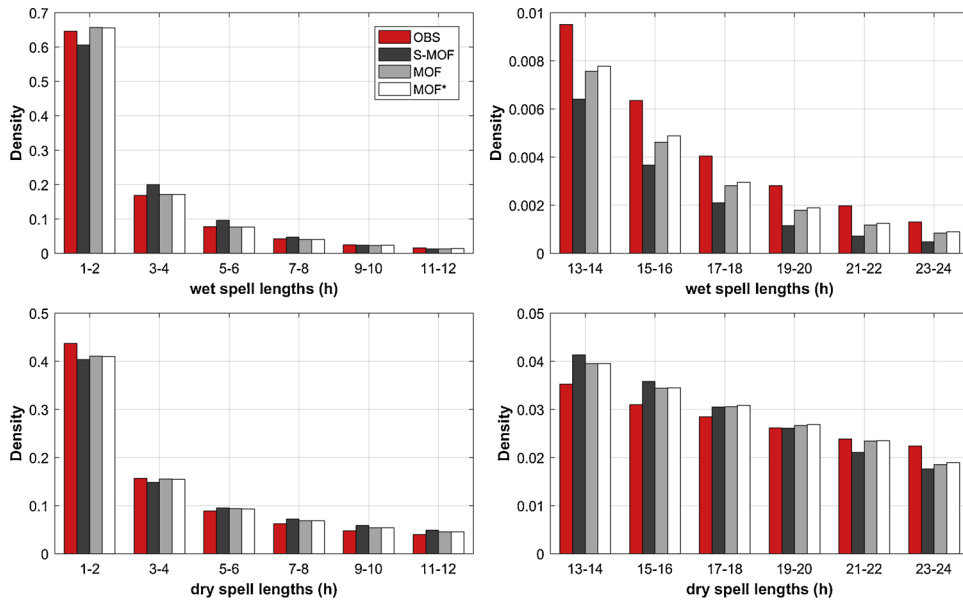 0.7
0.6
0.5
0.4
0.3
0.2
0.1
0
Density
OBS
S-MOF
MOF
MOF*
1-2 3-4 5-6 7-8 9-10 11-12
wet spell lengths (h)
0.01
0.008
0.006
0.004
0.002
0
Density
13-14 15-16 17-18 19-20 21-22 23-24
wet spell lengths (h)
0.5
0.4
0.3
0.2
0.1
0
Density
1-2 3-4 5-6 7-8 9-10 11-12
dry spell lengths (h)
0.05
0.04
0.03
0.02
0.01
0
Density
13-14 15-16 17-18 19-20 21-22 23-24
dry spell lengths (h)